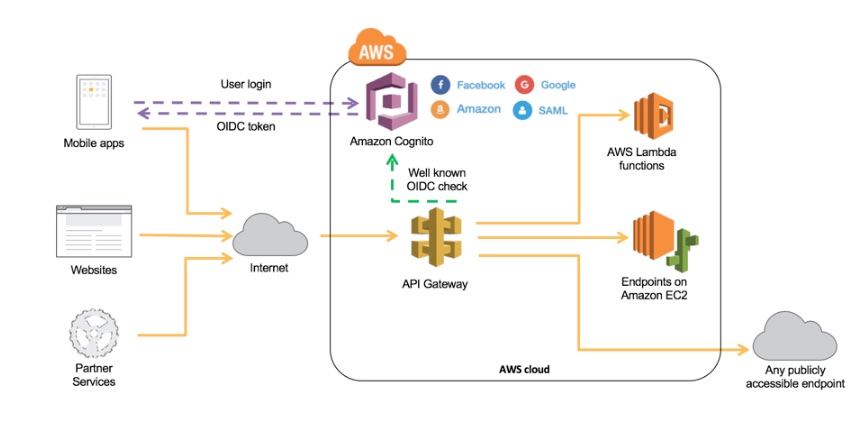 AWS
User login
Facebook
Google
Amazon
SAML
OIDC token
Mobile apps
Amazon Cognito
AWS Lambda
functions
Well known
OIDC check
Websites
Internet
API Gateway
Endpoints on
Amazon EC2
Partner
Services
AWS cloud
Any publicly
accessible endpoint